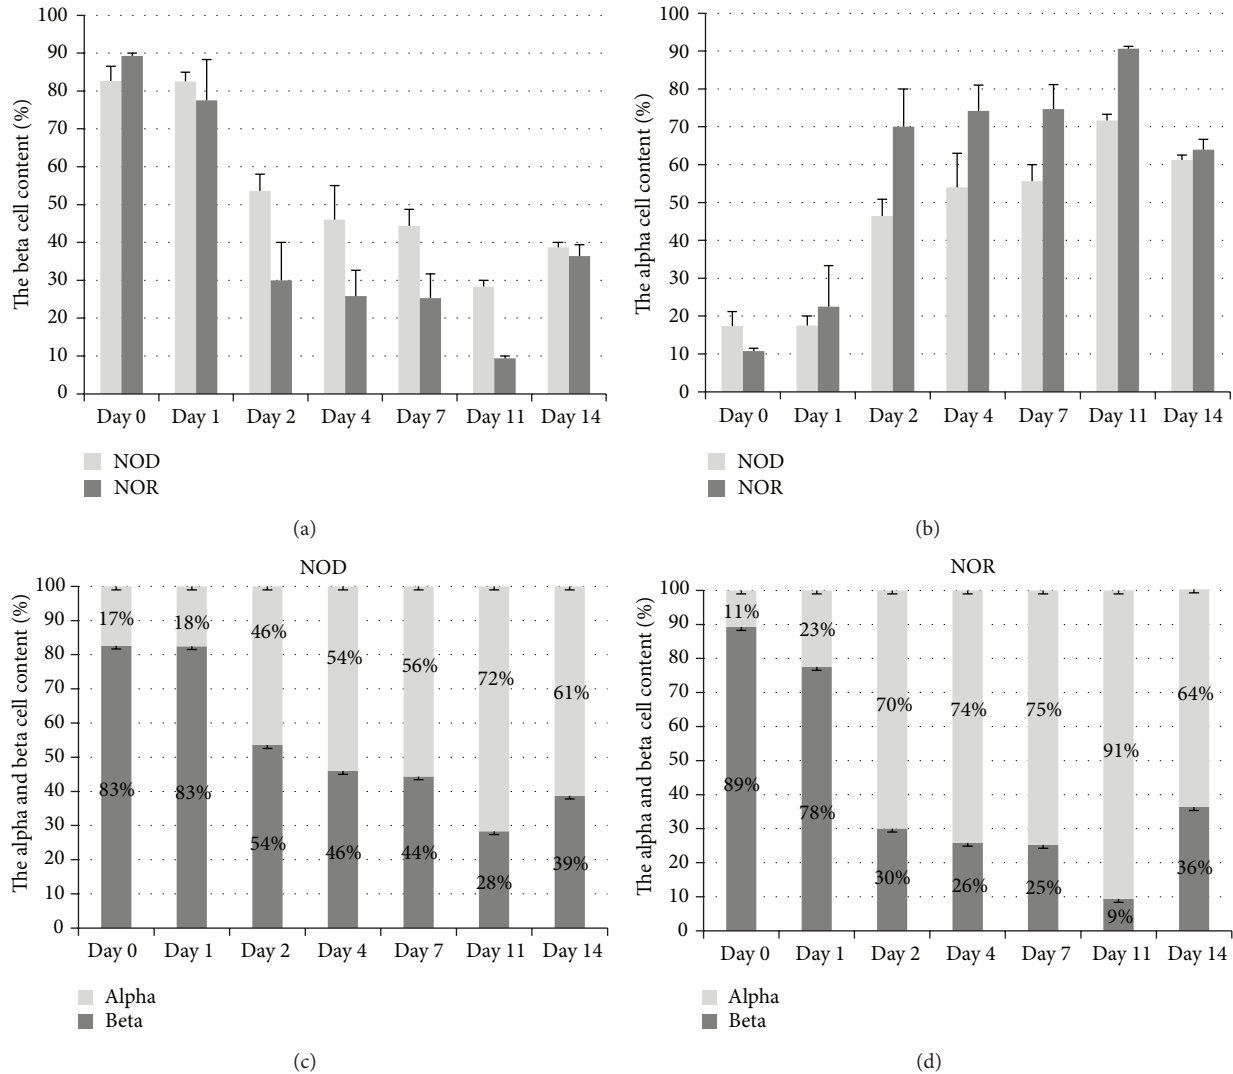 The beta cell content (%)
100
90
80
70
60
50
40
30
20
10
0
Day 0 Day 1 Day 2 Day 4 Day 7 Day 11 Day 14
NOD
NOR
(a)
The alpha cell content (%)
100
90
80
70
60
50
40
30
20
10
0
Day 0 Day 1 Day 2 Day 4 Day 7 Day 11 Day 14
NOD
NOR
(b)
NOD
The alpha and beta cell content (%)
100
90
80
70
60
50
40
30
20
10
0
17% 18% 46% 54% 56% 72% 61%
83% 83% 54% 46% 44% 28% 39%
Day 0 Day 1 Day 2 Day 4 Day 7 Day 11 Day 14
Alpha
Beta
(c)
NOR
The alpha and beta cell content (%)
100
90
80
70
60
50
40
30
20
10
0
11% 23% 70% 74% 75% 91% 64%
89% 78% 30% 26% 25% 9% 36%
Day 0 Day 1 Day 2 Day 4 Day 7 Day 11 Day 14
Alpha
Beta
(d)